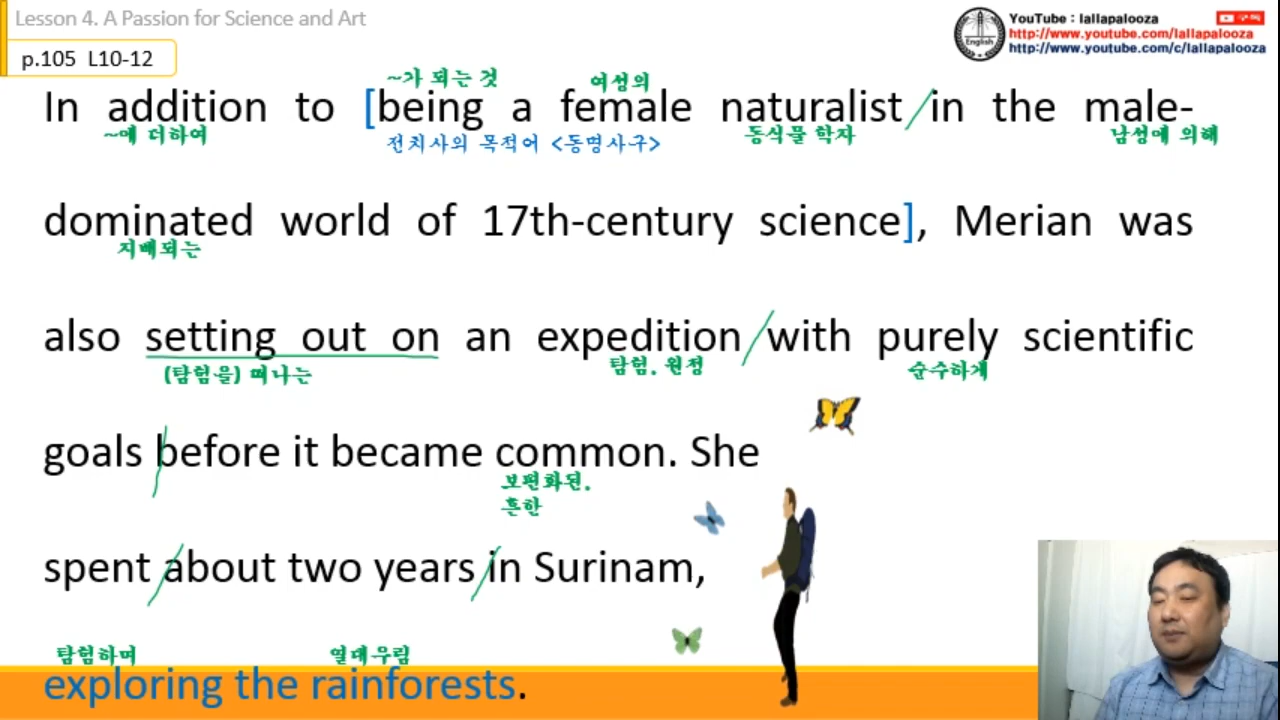 Lesson 4. A Passion for Science and Art
YouTube : lallapalooza
구독
http://www.youtube.com/lallapalooza
http://www.youtube.com/c/lallapalooza
English
p.105 L10-12
~가 되는 것 여성의
In addition to [being a female naturalist in the male-
~에 더하여 전치사의 목적어 <동명사구> 동식물 학자 남성에 의해
dominated world of 17th-century science], Merian was
지배되는
also setting out on an expedition with purely scientific
(탐험을) 떠나는 탐험. 원정 순수하게
goals before it became common. She
보편화된.
흔한
spent about two years in Surinam,
탐험하며 열대우림
exploring the rainforests.